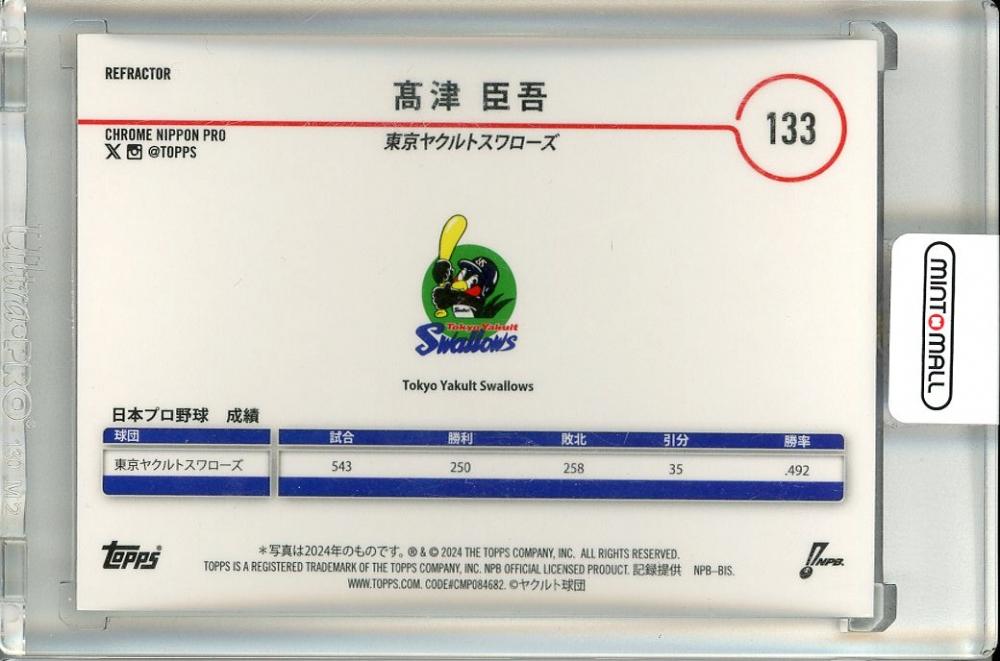 REFRACTOR
髙津 臣吾
133
CHROME NIPPON PRO
@TOPPS
東京ヤクルトスワローズ
Tokyo Yakult
Swallows
Tokyo Yakult Swallows
日本プロ野球 成績
球団 試合 勝利 敗北 引分 勝率
東京ヤクルトスワローズ 543 250 258 35 .492
topps
*写真は2024年のものです。 ® & © 2024 THE TOPPS COMPANY, INC. ALL RIGHTS RESERVED.
TOPPS IS A REGISTERED TRADEMARK OF THE TOPPS COMPANY, INC. NPB OFFICIAL LICENSED PRODUCT. 記録提供 NPB-BIS.
WWW.TOPPS.COM. CODE#CMP084682. ©ヤクルト球団
NPB.
MINTOMALL
UltraPRO®